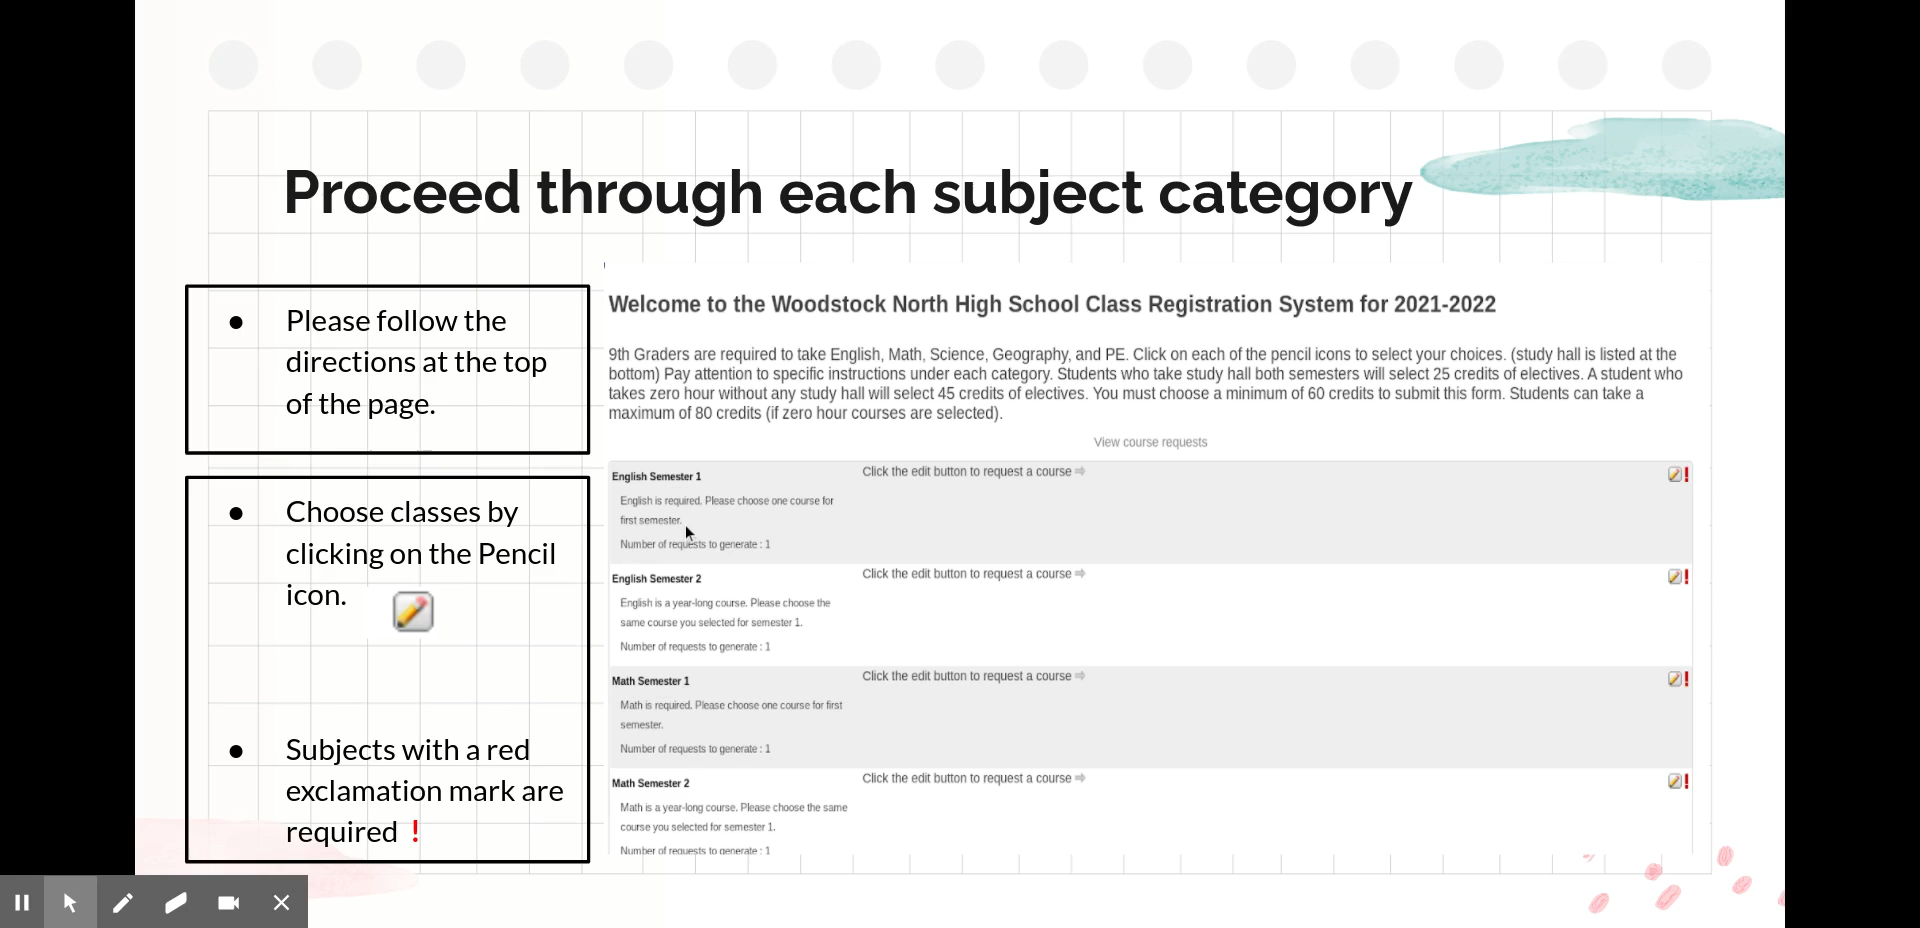 Proceed through each subject category
● Please follow the
directions at the top
of the page.
● Choose classes by
clicking on the Pencil
icon.
● Subjects with a red
exclamation mark are
required !
Welcome to the Woodstock North High School Class Registration System for 2021-2022
9th Graders are required to take English, Math, Science, Geography, and PE. Click on each of the pencil icons to select your choices. (study hall is listed at the
bottom) Pay attention to specific instructions under each category. Students who take study hall both semesters will select 25 credits of electives. A student who
takes zero hour without any study hall will select 45 credits of electives. You must choose a minimum of 60 credits to submit this form. Students can take a
maximum of 80 credits (if zero hour courses are selected).
View course requests
English Semester 1
Click the edit button to request a course ⇨
!
English is required. Please choose one course for
first semester.
Number of requests to generate : 1
English Semester 2
Click the edit button to request a course ⇨
!
English is a year-long course. Please choose the
same course you selected for semester 1.
Number of requests to generate : 1
Math Semester 1
Click the edit button to request a course ⇨
!
Math is required. Please choose one course for first
semester.
Number of requests to generate : 1
Math Semester 2
Click the edit button to request a course ⇨
!
Math is a year-long course. Please choose the same
course you selected for semester 1.
Number of requests to generate : 1